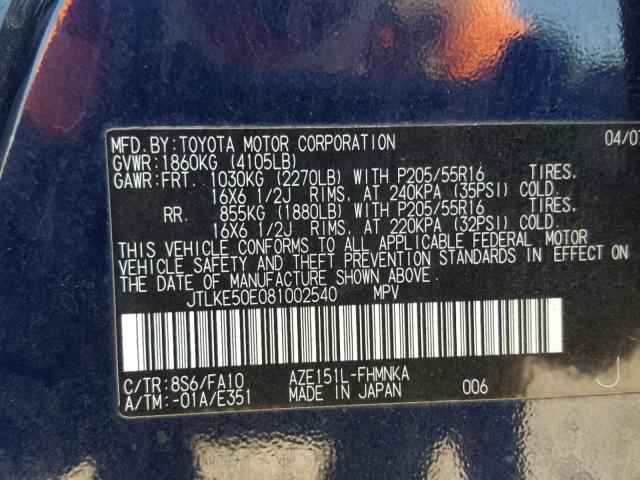 MFD.BY:TOYOTA MOTOR CORPORATION 04/07
GVWR:1860KG (4105LB)
GAWR:FRT. 1030KG (2270LB) WITH P205/55R16 TIRES.
16X6 1/2J RIMS, AT 240KPA (35PSI) COLD.
RR. 855KG (1880LB) WITH P205/55R16 TIRES.
16X6 1/2J RIMS, AT 220KPA (32PSI) COLD.
THIS VEHICLE CONFORMS TO ALL APPLICABLE FEDERAL MOTOR
VEHICLE SAFETY AND THEFT PREVENTION STANDARDS IN EFFECT ON
THE DATE OF MANUFACTURE SHOWN ABOVE.
JTLKE50E081002540 MPV
C/TR:8S6/FA10 AZE151L-FHMNKA
A/TM:-01A/E351 MADE IN JAPAN 006
J